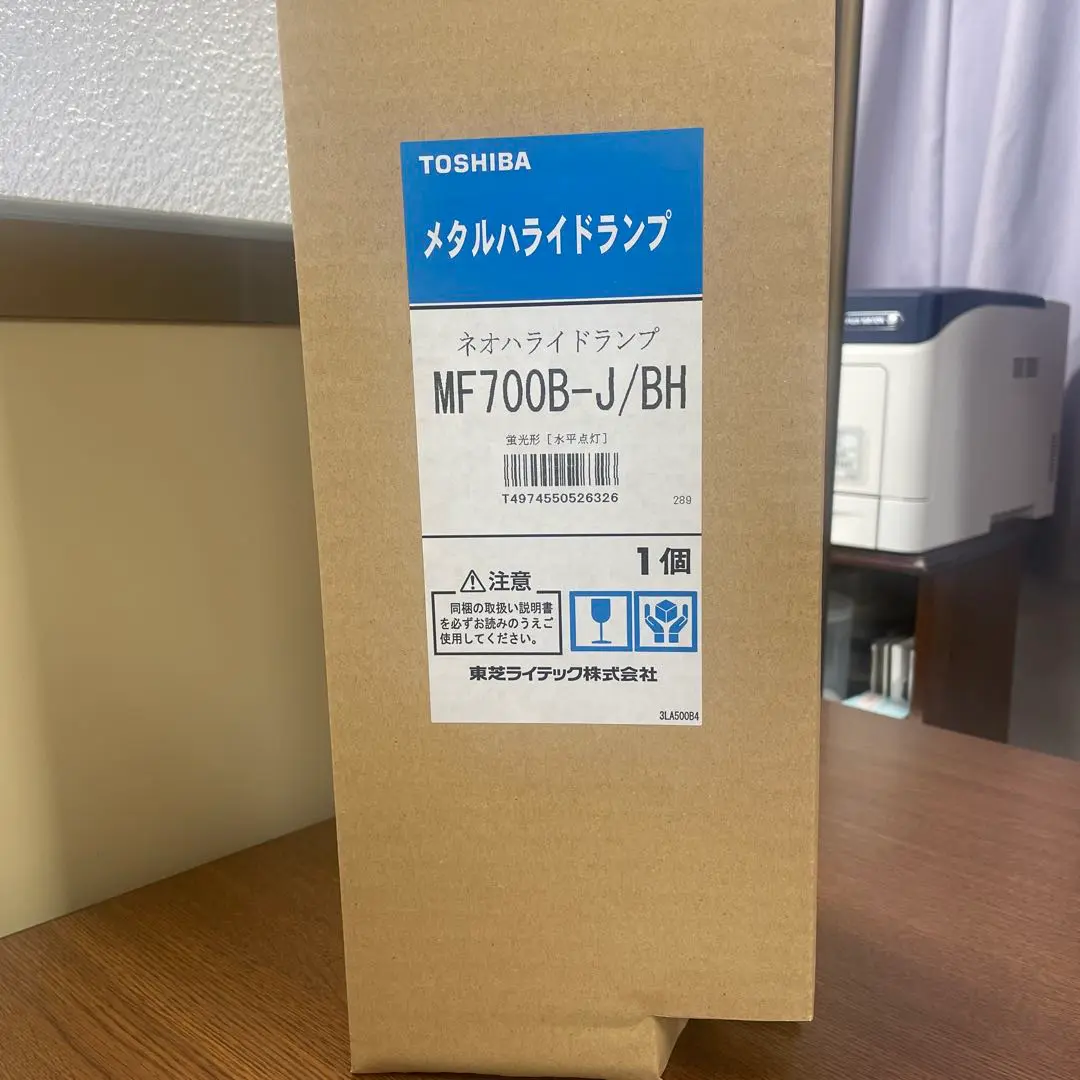 TOSHIBA
メタルハライドランプ
ネオハライドランプ
MF700B-J/BH
蛍光形[水平点灯]
T4974550526326
289
1個
⚠注意
同梱の取扱い説明書
を必ずお読みのうえご
使用してください。
東芝ライテック株式会社
3LA500B4